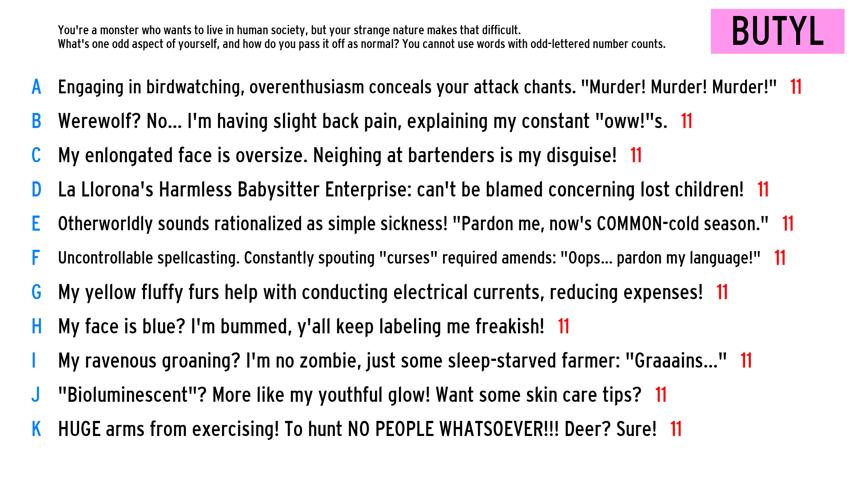 You're a monster who wants to live in human society, but your strange nature makes that difficult.
What's one odd aspect of yourself, and how do you pass it off as normal? You cannot use words with odd-lettered number counts.
BUTYL
A Engaging in birdwatching, overenthusiasm conceals your attack chants. "Murder! Murder! Murder!" 11
B Werewolf? No... I'm having slight back pain, explaining my constant "oww!"s. 11
C My enlongated face is oversize. Neighing at bartenders is my disguise! 11
D La Llorona's Harmless Babysitter Enterprise: can't be blamed concerning lost children! 11
E Otherworldly sounds rationalized as simple sickness! "Pardon me, now's COMMON-cold season." 11
F Uncontrollable spellcasting. Constantly spouting "curses" required amends: "Oops... pardon my language!" 11
G My yellow fluffy furs help with conducting electrical currents, reducing expenses! 11
H My face is blue? I'm bummed, y'all keep labeling me freakish! 11
I My ravenous groaning? I'm no zombie, just some sleep-starved farmer: "Graaains..." 11
J "Bioluminescent"? More like my youthful glow! Want some skin care tips? 11
K HUGE arms from exercising! To hunt NO PEOPLE WHATSOEVER!!! Deer? Sure! 11